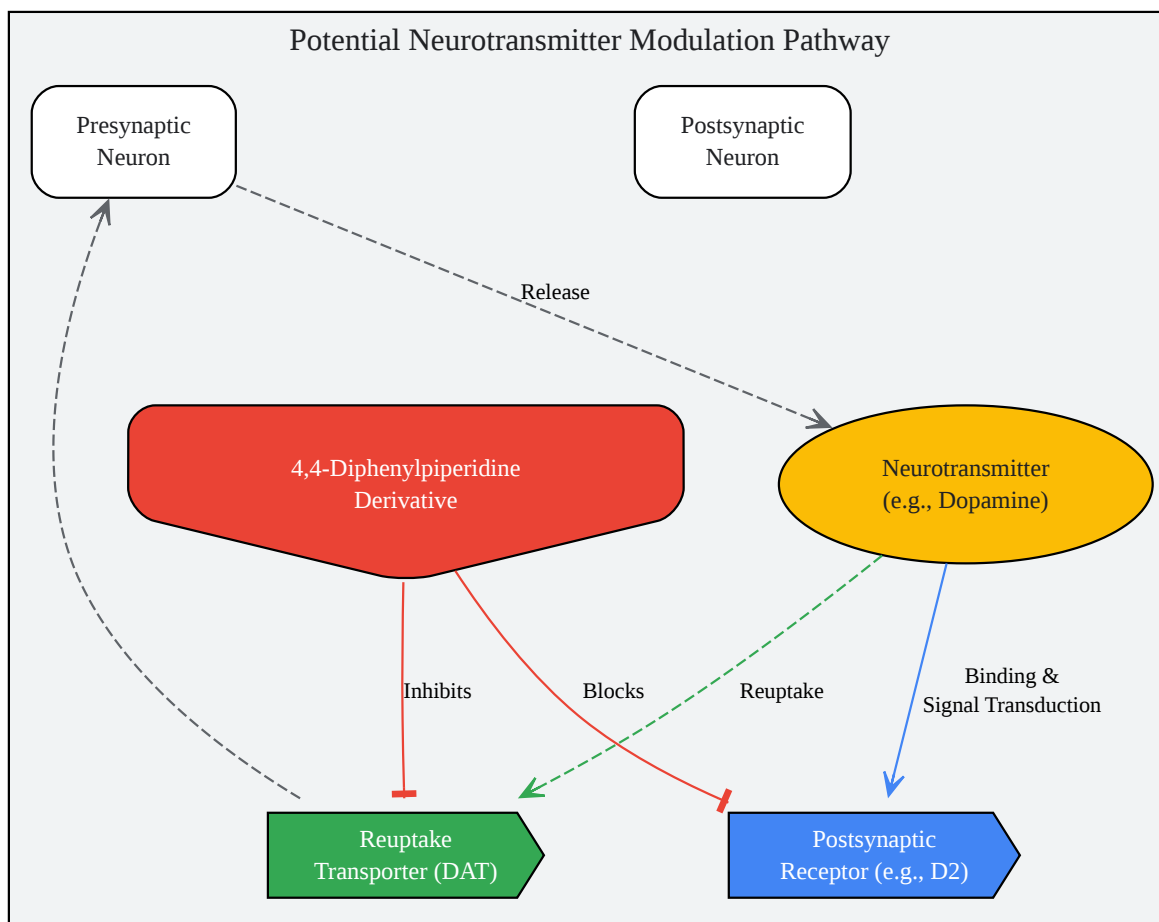 Potential Neurotransmitter Modulation Pathway
Presynaptic
Neuron
Postsynaptic
Neuron
Release
4,4-Diphenylpiperidine
Derivative
Neurotransmitter
(e.g., Dopamine)
Inhibits
Blocks
Reuptake
Binding &
Signal Transduction
Reuptake
Transporter (DAT)
Postsynaptic
Receptor (e.g., D2)